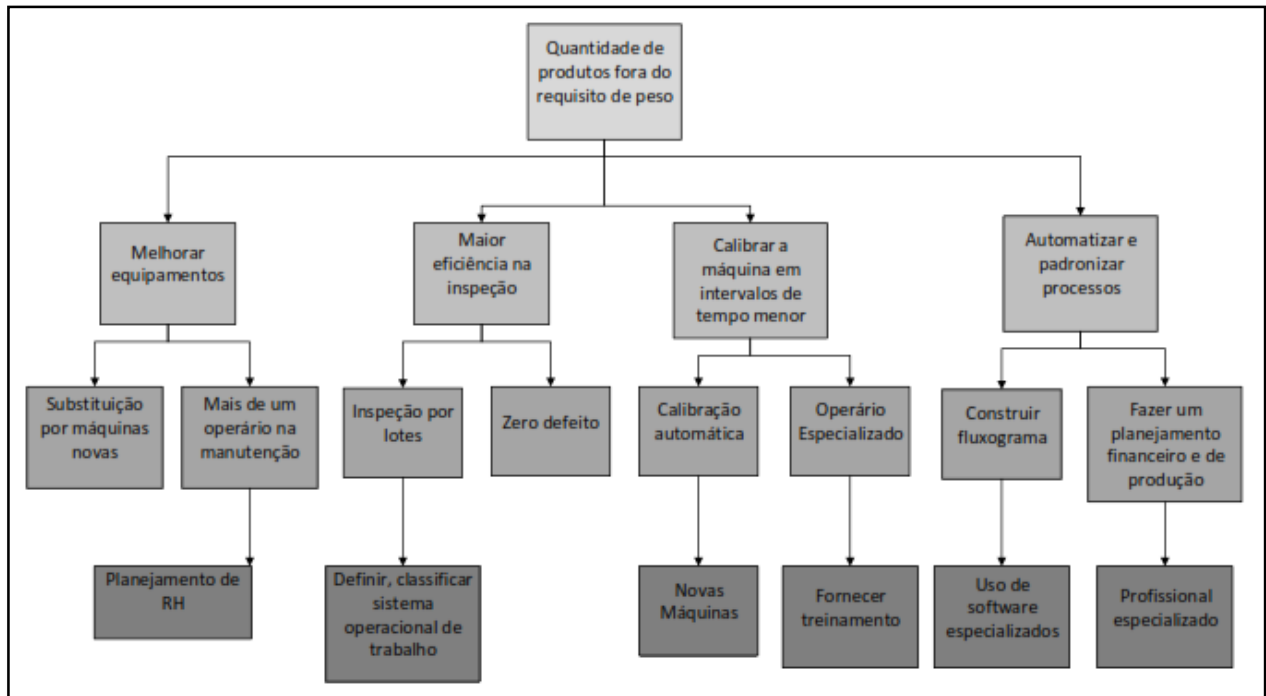 Quantidade de
produtos fora do
requisito de peso
Melhorar
equipamentos
Maior
eficiência na
inspeção
Calibrar a
máquina em
intervalos de
tempo menor
Automatizar e
padronizar
processos
Substituição
por máquinas
novas
Mais de um
operário na
manutenção
Inspeção por
lotes
Zero defeito
Calibração
automática
Operário
Especializado
Construir
fluxograma
Fazer um
planejamento
financeiro e de
produção
Planejamento de
RH
Definir, classificar
sistema
operacional de
trabalho
Novas
Máquinas
Fornecer
treinamento
Uso de
software
especializados
Profissional
especializado